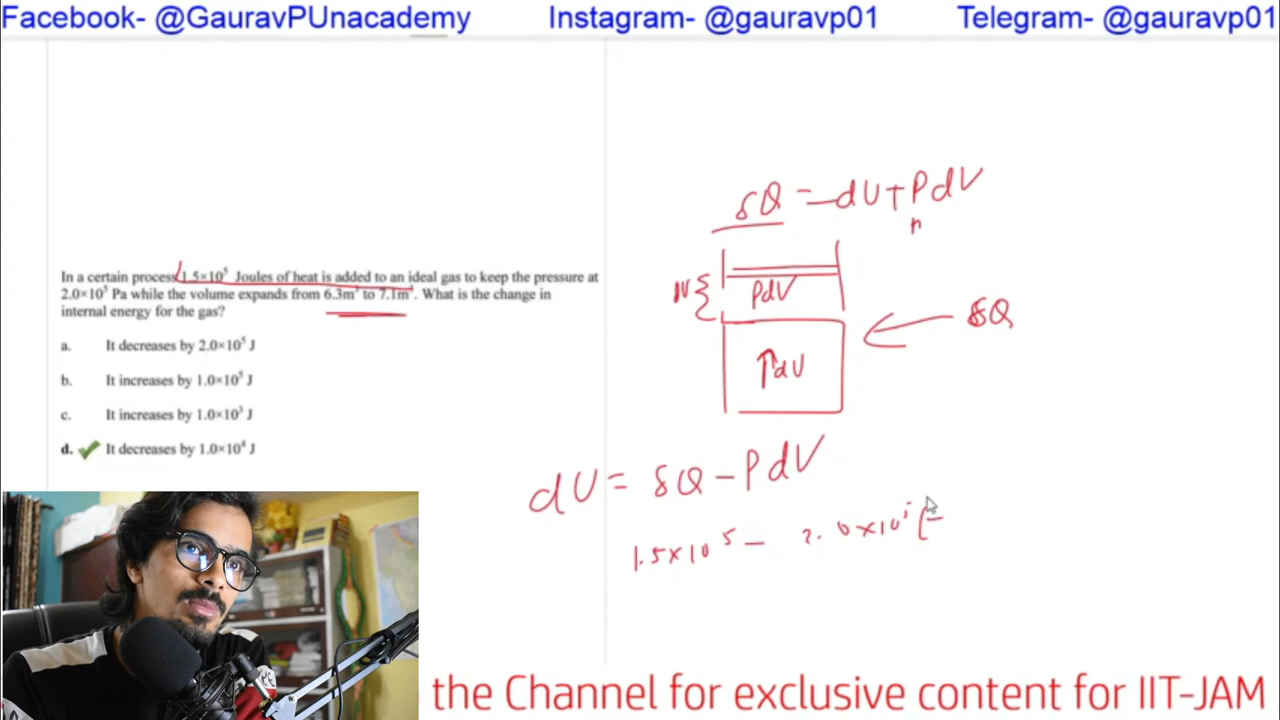 Facebook- @GauravPUnacademy Instagram- @gauravp01 Telegram- @gauravp01
In a certain process 1.5×10⁵ Joules of heat is added to an ideal gas to keep the pressure at
2.0×10⁵ Pa while the volume expands from 6.3m³ to 7.1m³. What is the change in
internal energy for the gas?
a. It decreases by 2.0×10⁵ J
b. It increases by 1.0×10⁵ J
c. It increases by 1.0×10³ J
d. It decreases by 1.0×10⁴ J
δQ = dU + PdV
PdV
δQ
↑dU
dU = δQ - PdV
1.5×10⁵ - 2.0×10⁵ (
the Channel for exclusive content for IIT-JAM